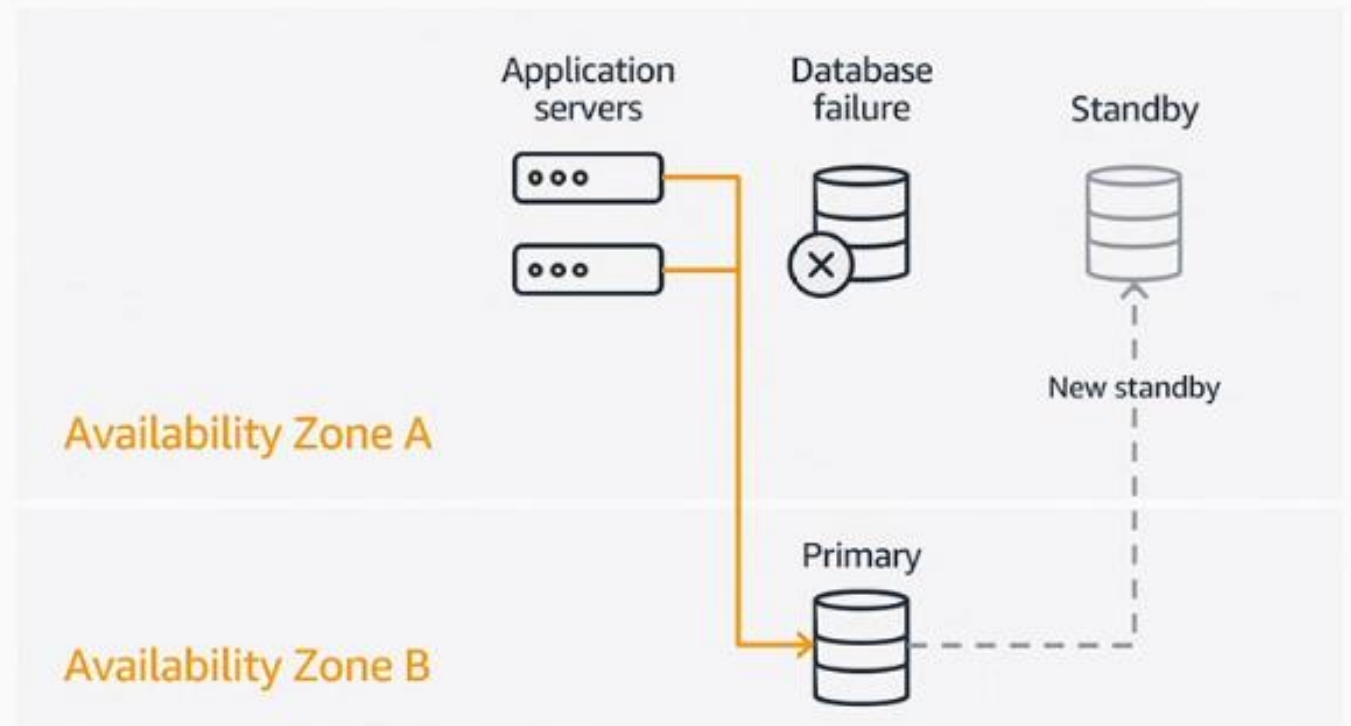 Application
servers
Database
failure
Standby
New standby
Availability Zone A
Primary
Availability Zone B